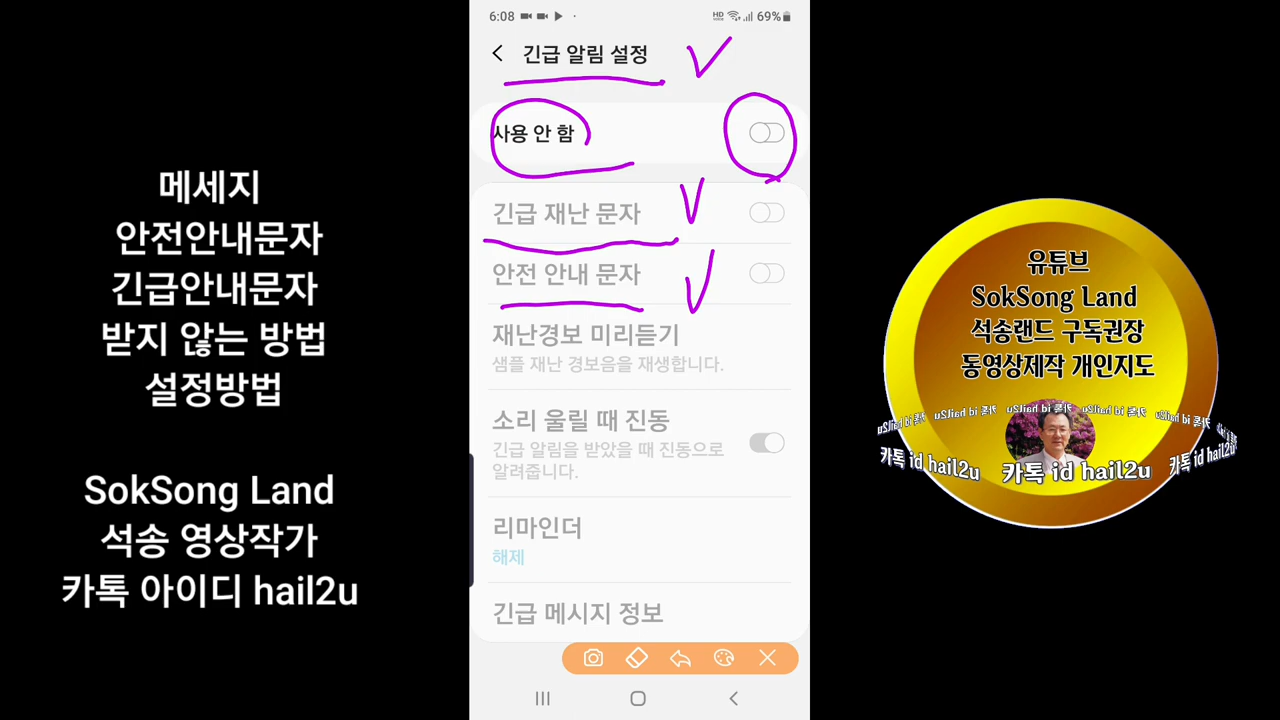 메세지
안전안내문자
긴급안내문자
받지 않는 방법
설정방법
SokSong Land
석송 영상작가
카톡 아이디 hail2u
6:08
HD
69%
긴급 알림 설정
사용 안 함
긴급 재난 문자
안전 안내 문자
재난경보 미리듣기
샘플 재난 경보음을 재생합니다.
소리 울릴 때 진동
긴급 알림을 받았을 때 진동으로
알려줍니다.
리마인더
해제
긴급 메시지 정보
유튜브
SokSong Land
석송랜드 구독권장
동영상제작 개인지도
카톡 id hail2u
카톡 id hail2u
카톡 id hail2u